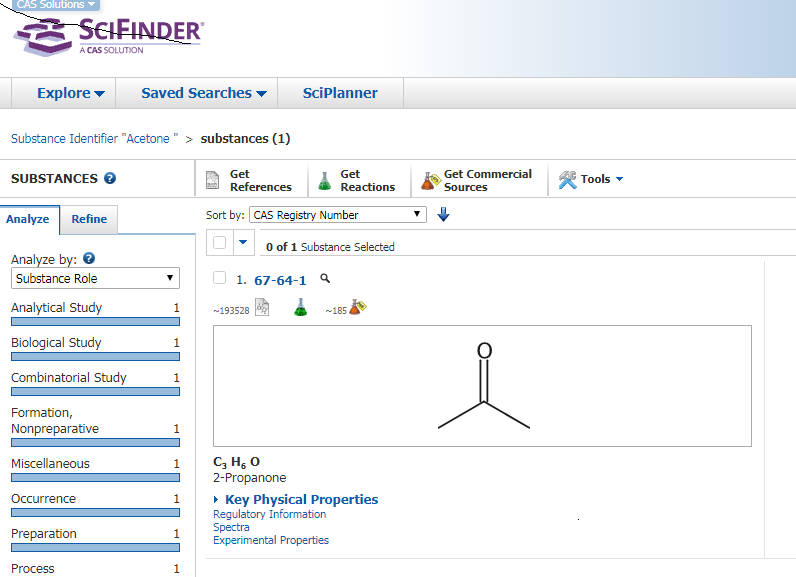 CAS Solutions
SciFinder®
A CAS SOLUTION
Explore Saved Searches SciPlanner
Substance Identifier "Acetone " > substances (1)
SUBSTANCES ?
Get References
Get Reactions
Get Commercial Sources
Tools
Analyze Refine
Sort by: CAS Registry Number
0 of 1 Substance Selected
Analyze by: ?
Substance Role
Analytical Study 1
Biological Study 1
Combinatorial Study 1
Formation,
Nonpreparative 1
Miscellaneous 1
Occurrence 1
Preparation 1
Process 1
1. 67-64-1
~193528 ~185
O
C₃ H₆ O
2-Propanone
Key Physical Properties
Regulatory Information
Spectra
Experimental Properties